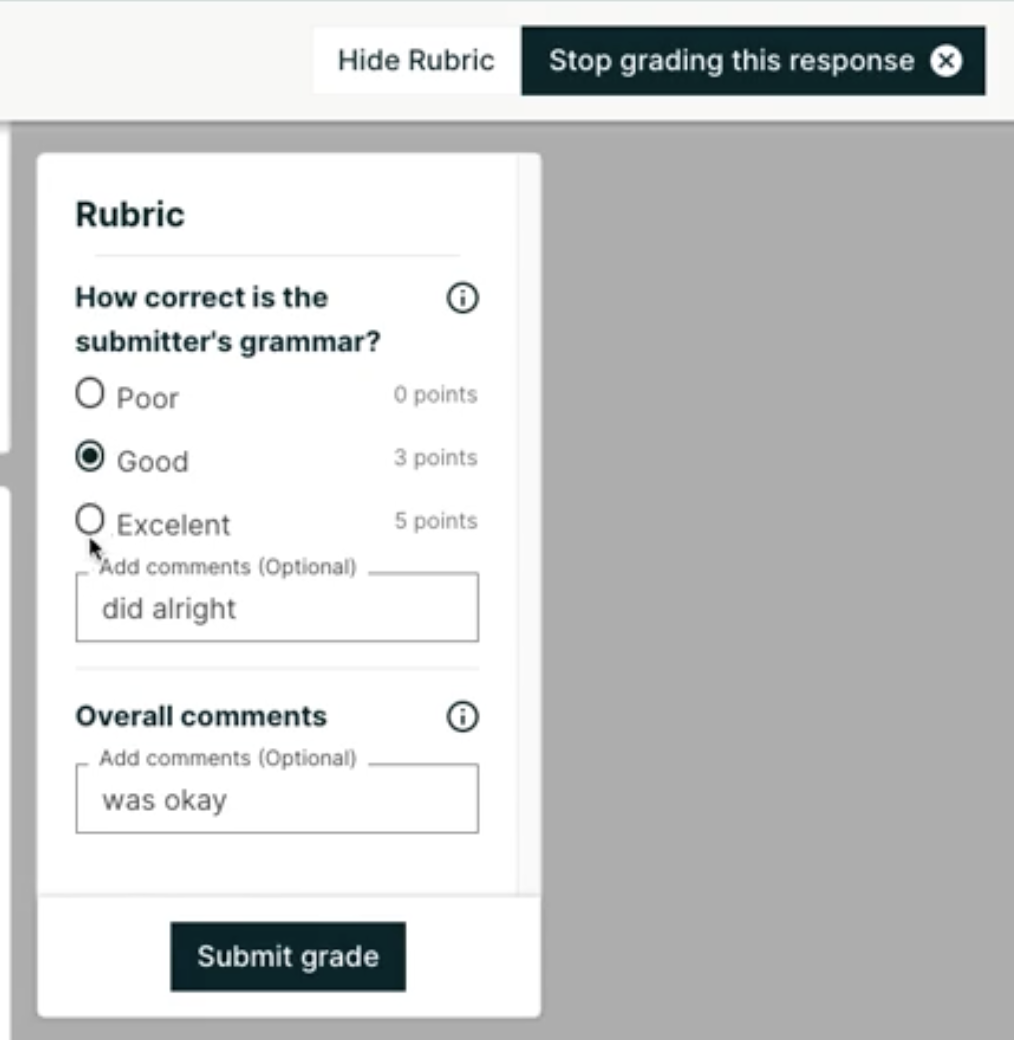 Hide Rubric
Stop grading this response
Rubric
How correct is the
submitter's grammar?
Poor 0 points
Good 3 points
Excelent 5 points
Add comments (Optional)
did alright
Overall comments
Add comments (Optional)
was okay
Submit grade